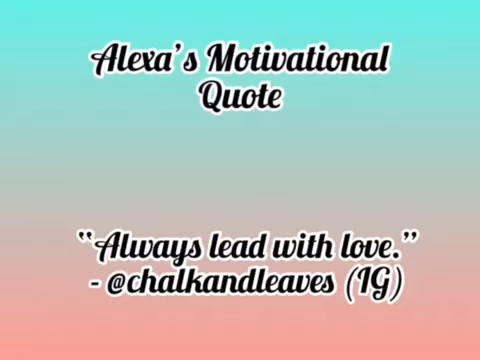 Alexa's Motivational
Quote
"Always lead with love."
- @chalkandleaves (IG)